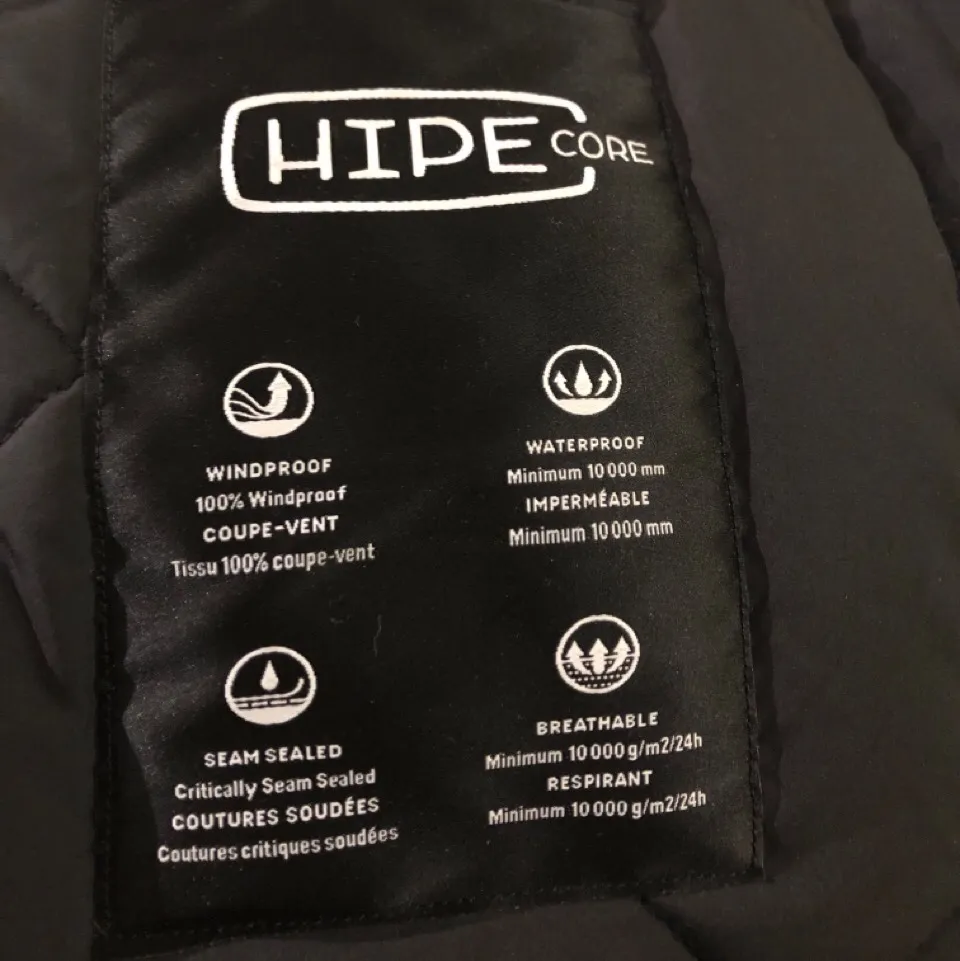 HIPE CORE
WINDPROOF
100% Windproof
COUPE-VENT
Tissu 100% coupe-vent
WATERPROOF
Minimum 10 000 mm
IMPERMÉABLE
Minimum 10 000 mm
SEAM SEALED
Critically Seam Sealed
COUTURES SOUDÉES
Coutures critiques soudées
BREATHABLE
Minimum 10 000 g/m2/24h
RESPIRANT
Minimum 10 000 g/m2/24h